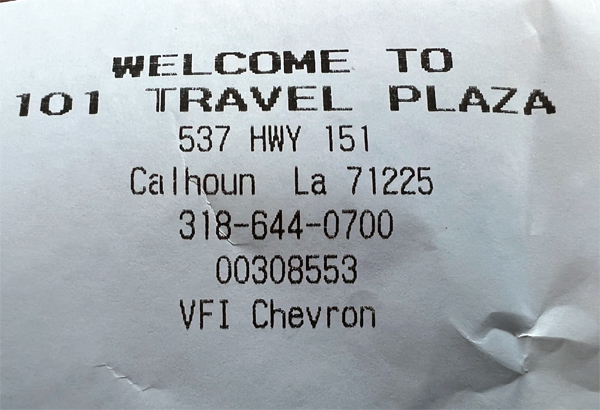 WELCOME TO
101 TRAVEL PLAZA
537 HWY 151
Calhoun La 71225
318-644-0700
00308553
VFI Chevron